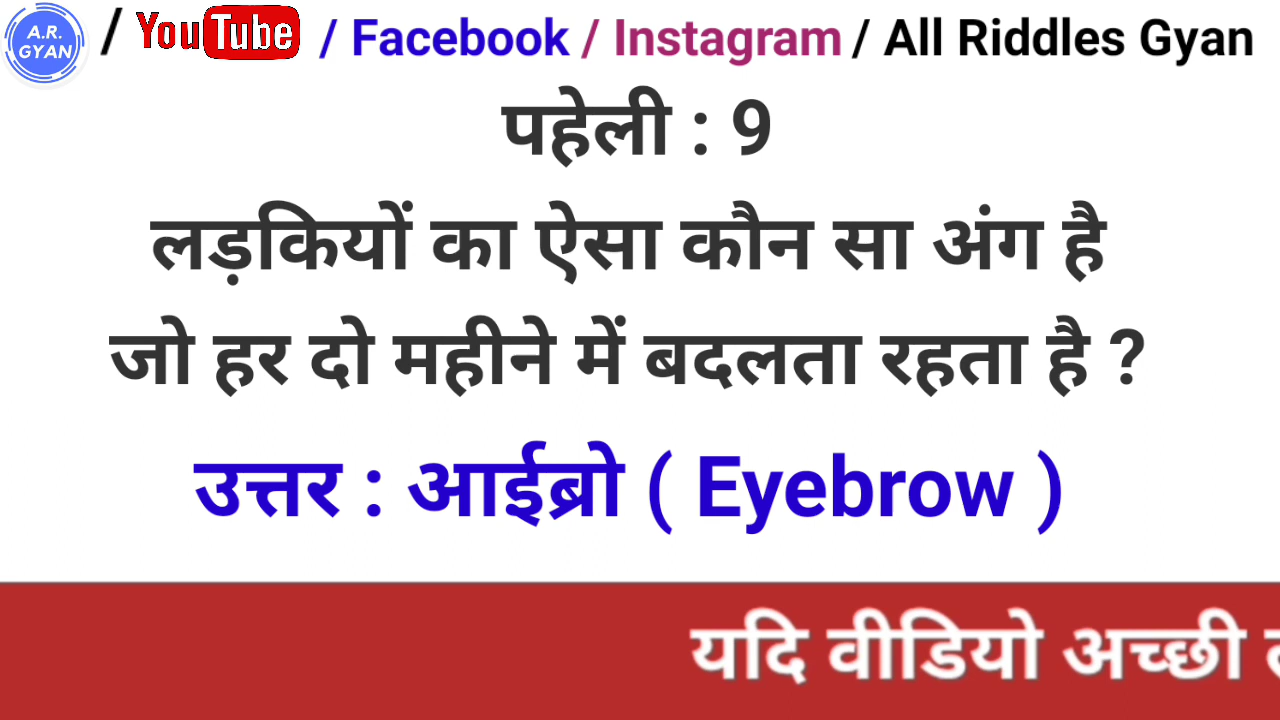 A.R. GYAN / YouTube / Facebook / Instagram / All Riddles Gyan
पहेली : 9
लड़कियों का ऐसा कौन सा अंग है
जो हर दो महीने में बदलता रहता है ?
उत्तर : आईब्रो ( Eyebrow )
यदि वीडियो अच्छी